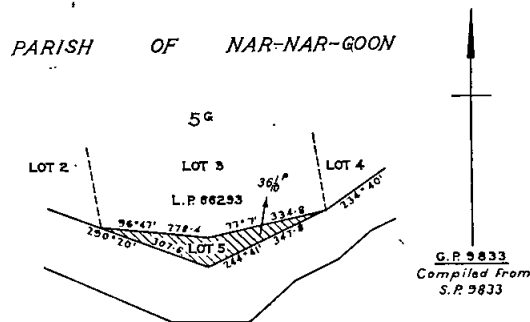 PARISH OF NAR-NAR-GOON
5G
LOT 2
LOT 3
LOT 4
L.P. 66293
36 1/10 P
96°47' 278·4
77°7' 334·8
234°40'
290°20' 307·6
LOT 5
244°41' 347·8
G.P. 9833
Compiled From
S.P. 9833